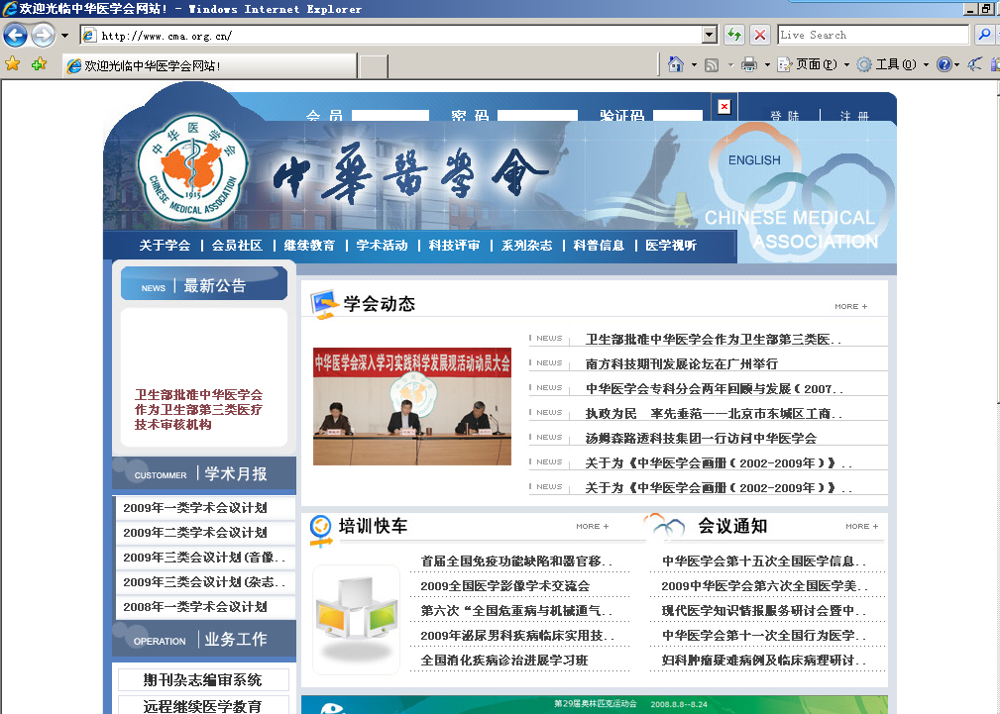 欢迎光临中华医学会网站! - Windows Internet Explorer
http://www.cma.org.cn/
Live Search
欢迎光临中华医学会网站!
页面(P)
工具(O)
会 员
密 码
验证码
登 陆
注 册
中华医学会
1915
CHINESE MEDICAL ASSOCIATION
中華醫學會
ENGLISH
CHINESE MEDICAL
ASSOCIATION
关于学会 | 会员社区 | 继续教育 | 学术活动 | 科技评审 | 系列杂志 | 科普信息 | 医学视听
NEWS | 最新公告
卫生部批准中华医学会
作为卫生部第三类医疗
技术审核机构
CUSTOMMER | 学术月报
2009年一类学术会议计划
2009年二类学术会议计划
2009年三类会议计划(音像..
2009年三类会议计划(杂志..
2008年一类学术会议计划
OPERATION | 业务工作
期刊杂志编审系统
远程继续医学教育
学会动态
MORE +
中华医学会深入学习实践科学发展观活动动员大会
NEWS 卫生部批准中华医学会作为卫生部第三类医..
NEWS 南方科技期刊发展论坛在广州举行
NEWS 中华医学会专科分会两年回顾与发展(2007..
NEWS 执政为民 率先垂范——北京市东城区工商..
NEWS 汤姆森路透科技集团一行访问中华医学会
NEWS 关于为《中华医学会画册(2002-2009年)》..
NEWS 关于为《中华医学会画册(2002-2009年)》..
培训快车
MORE +
首届全国免疫功能缺陷和器官移..
2009全国医学影像学术交流会
第六次“全国危重病与机械通气..
2009年泌尿男科疾病临床实用技..
全国消化疾病诊治进展学习班
会议通知
MORE +
中华医学会第十五次全国医学信息..
2009中华医学会第六次全国医学美..
现代医学知识情报服务研讨会暨中..
中华医学会第十一次全国行为医学..
妇科肿瘤疑难病例及临床病理研讨..
第29届奥林匹克运动会 2008.8.8--8.24